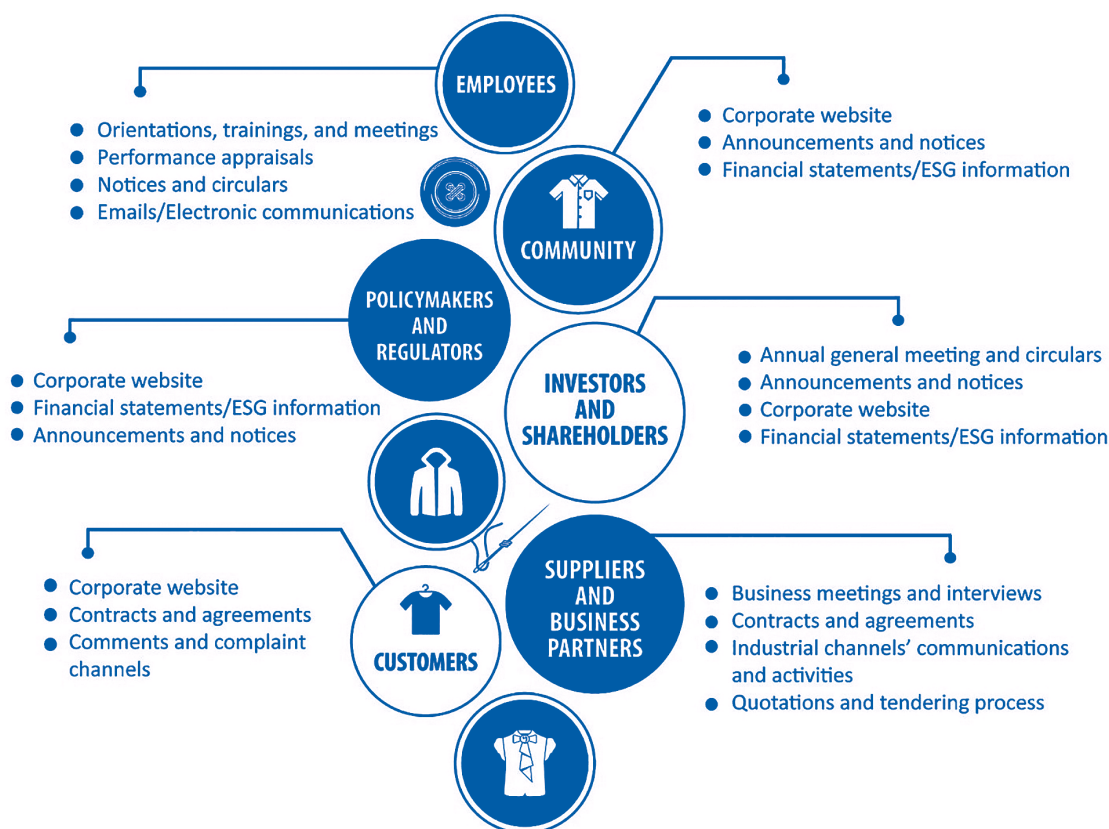 EMPLOYEES
● Orientations, trainings, and meetings
● Performance appraisals
● Notices and circulars
● Emails/Electronic communications
COMMUNITY
● Corporate website
● Announcements and notices
● Financial statements/ESG information
POLICYMAKERS
AND
REGULATORS
● Corporate website
● Financial statements/ESG information
● Announcements and notices
INVESTORS
AND
SHAREHOLDERS
● Annual general meeting and circulars
● Announcements and notices
● Corporate website
● Financial statements/ESG information
CUSTOMERS
● Corporate website
● Contracts and agreements
● Comments and complaint
channels
SUPPLIERS
AND
BUSINESS
PARTNERS
● Business meetings and interviews
● Contracts and agreements
● Industrial channels’ communications
and activities
● Quotations and tendering process